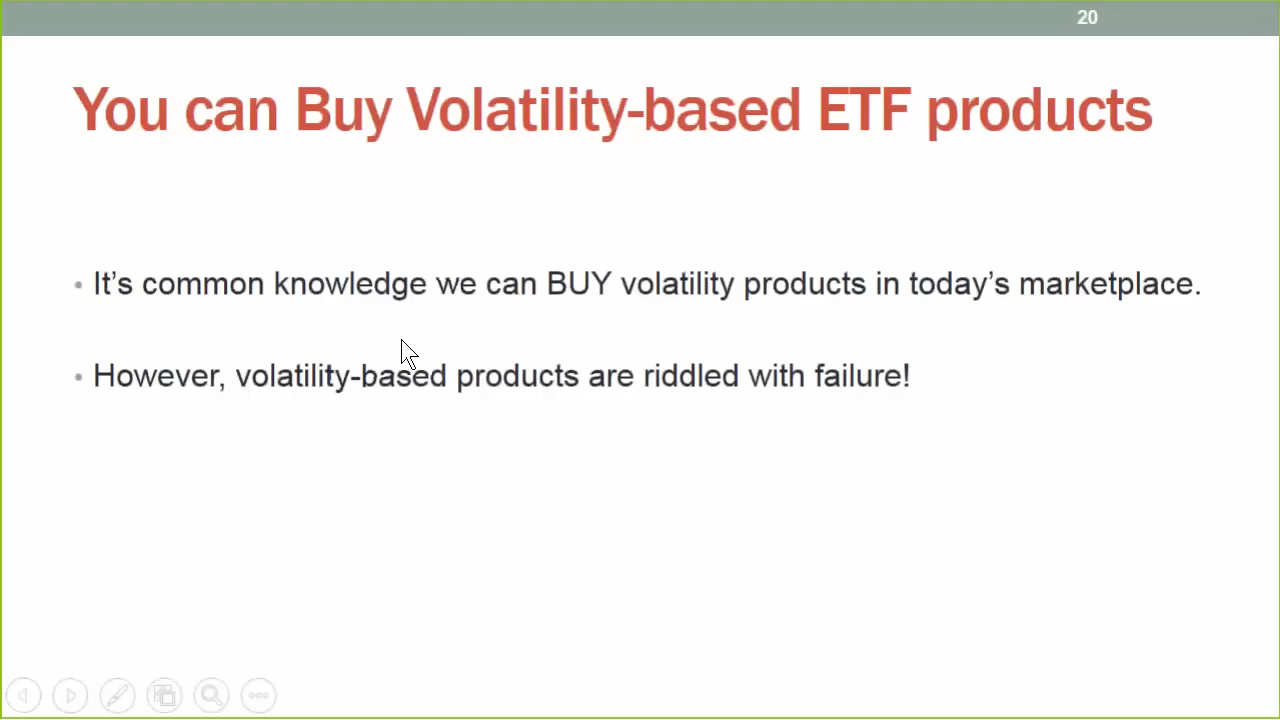 20
You can Buy Volatility-based ETF products
• It’s common knowledge we can BUY volatility products in today’s marketplace.
• However, volatility-based products are riddled with failure!